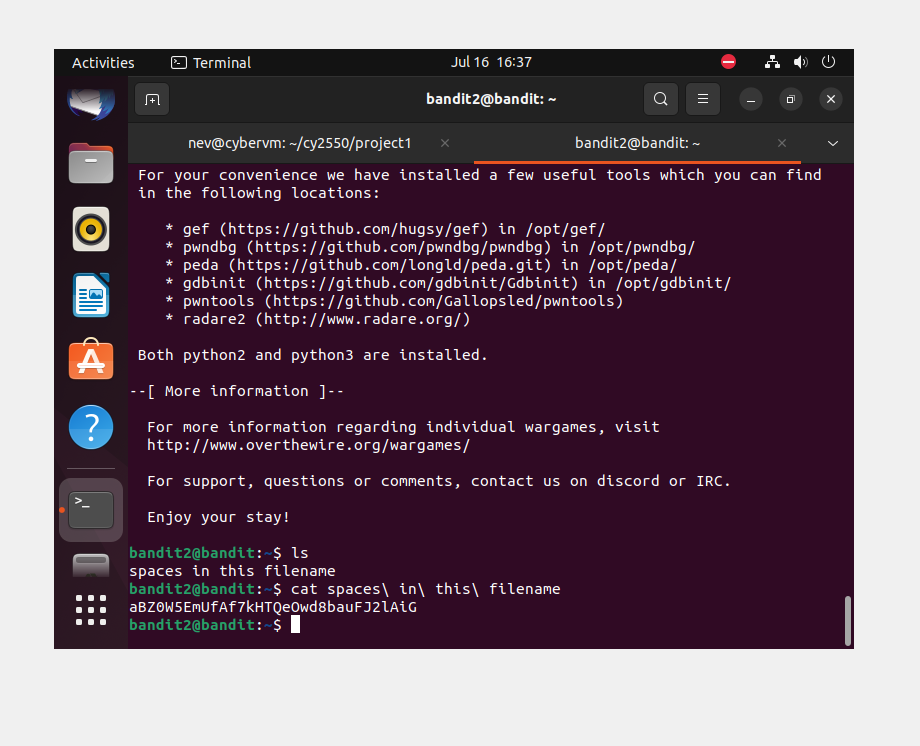 Activities Terminal Jul 16 16:37
bandit2@bandit: ~
nev@cybervm: ~/cy2550/project1 bandit2@bandit: ~
For your convenience we have installed a few useful tools which you can find
in the following locations:
* gef (https://github.com/hugsy/gef) in /opt/gef/
* pwndbg (https://github.com/pwndbg/pwndbg) in /opt/pwndbg/
* peda (https://github.com/longld/peda.git) in /opt/peda/
* gdbinit (https://github.com/gdbinit/Gdbinit) in /opt/gdbinit/
* pwntools (https://github.com/Gallopsled/pwntools)
* radare2 (http://www.radare.org/)
Both python2 and python3 are installed.
--[ More information ]--
For more information regarding individual wargames, visit
http://www.overthewire.org/wargames/
For support, questions or comments, contact us on discord or IRC.
Enjoy your stay!
bandit2@bandit:~$ ls
spaces in this filename
bandit2@bandit:~$ cat spaces\ in\ this\ filename
aBZ0W5EmUfAf7kHTQeOwd8bauFJ2lAiG
bandit2@bandit:~$